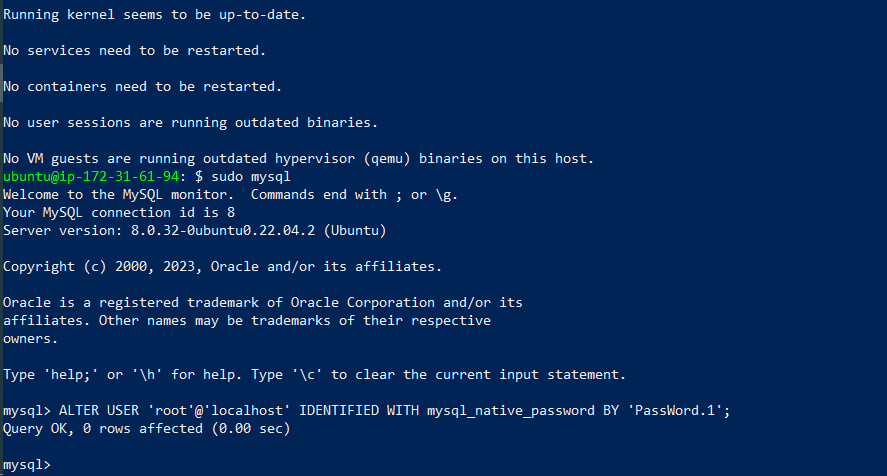 Running kernel seems to be up-to-date.
No services need to be restarted.
No containers need to be restarted.
No user sessions are running outdated binaries.
No VM guests are running outdated hypervisor (qemu) binaries on this host.
ubuntu@ip-172-31-61-94: $ sudo mysql
Welcome to the MySQL monitor.  Commands end with ; or \g.
Your MySQL connection id is 8
Server version: 8.0.32-0ubuntu0.22.04.2 (Ubuntu)
Copyright (c) 2000, 2023, Oracle and/or its affiliates.
Oracle is a registered trademark of Oracle Corporation and/or its
affiliates. Other names may be trademarks of their respective
owners.
Type 'help;' or '\h' for help. Type '\c' to clear the current input statement.
mysql> ALTER USER 'root'@'localhost' IDENTIFIED WITH mysql_native_password BY 'PassWord.1';
Query OK, 0 rows affected (0.00 sec)
mysql>